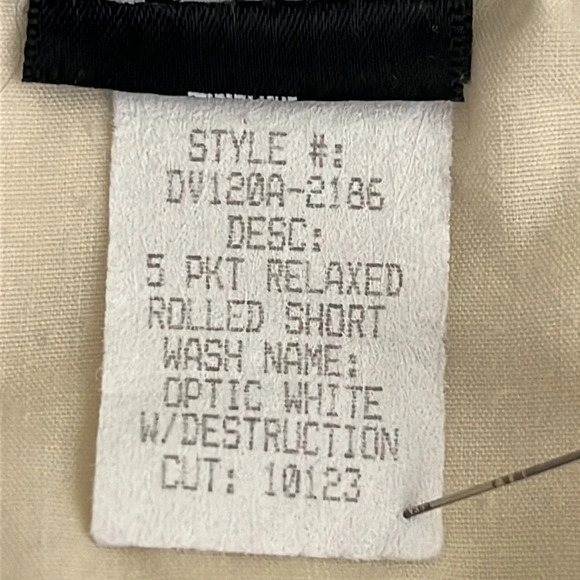 STYLE #:
DV120A-2186
DESC:
5 PKT RELAXED
ROLLED SHORT
WASH NAME:
OPTIC WHITE
W/DESTRUCTION
CUT: 10123